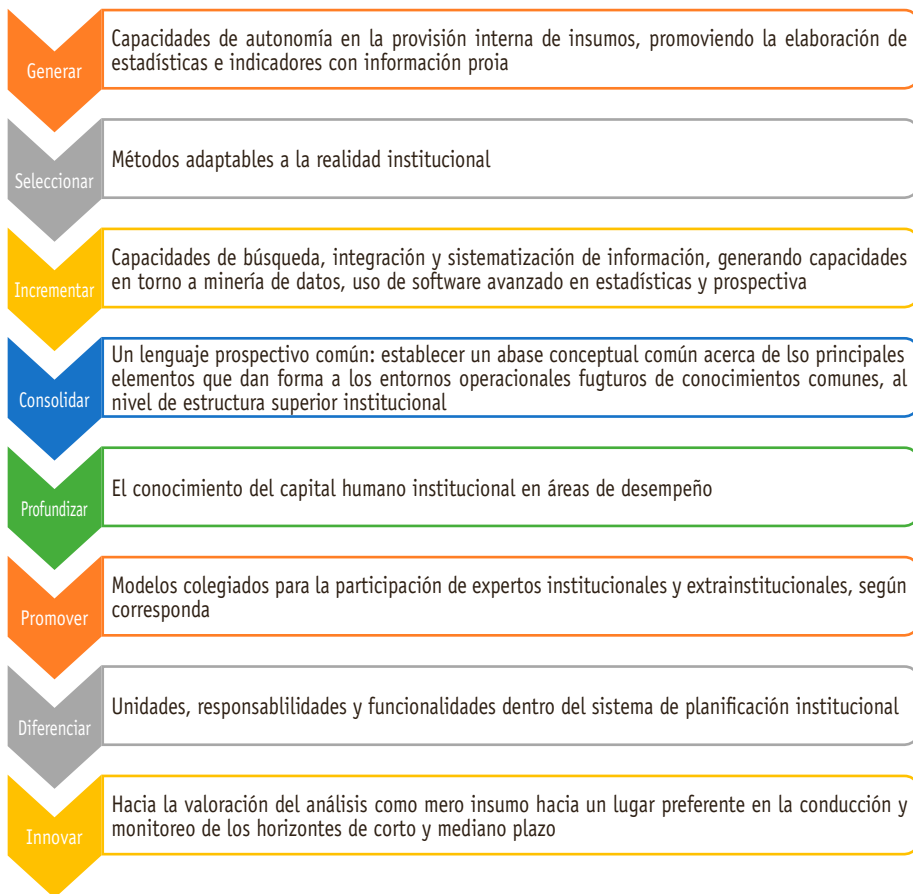 Generar
Capacidades de autonomía en la provisión interna de insumos, promoviendo la elaboración de
estadísticas e indicadores con información proia
Seleccionar
Métodos adaptables a la realidad institucional
Incrementar
Capacidades de búsqueda, integración y sistematización de información, generando capacidades
en torno a minería de datos, uso de software avanzado en estadísticas y prospectiva
Consolidar
Un lenguaje prospectivo común: establecer un abase conceptual común acerca de lso principales
elementos que dan forma a los entornos operacionales fugturos de conocimientos comunes, al
nivel de estructura superior institucional
Profundizar
El conocimiento del capital humano institucional en áreas de desempeño
Promover
Modelos colegiados para la participación de expertos institucionales y extrainstitucionales, según
corresponda
Diferenciar
Unidades, responsablilidades y funcionalidades dentro del sistema de planificación institucional
Innovar
Hacia la valoración del análisis como mero insumo hacia un lugar preferente en la conducción y
monitoreo de los horizontes de corto y mediano plazo